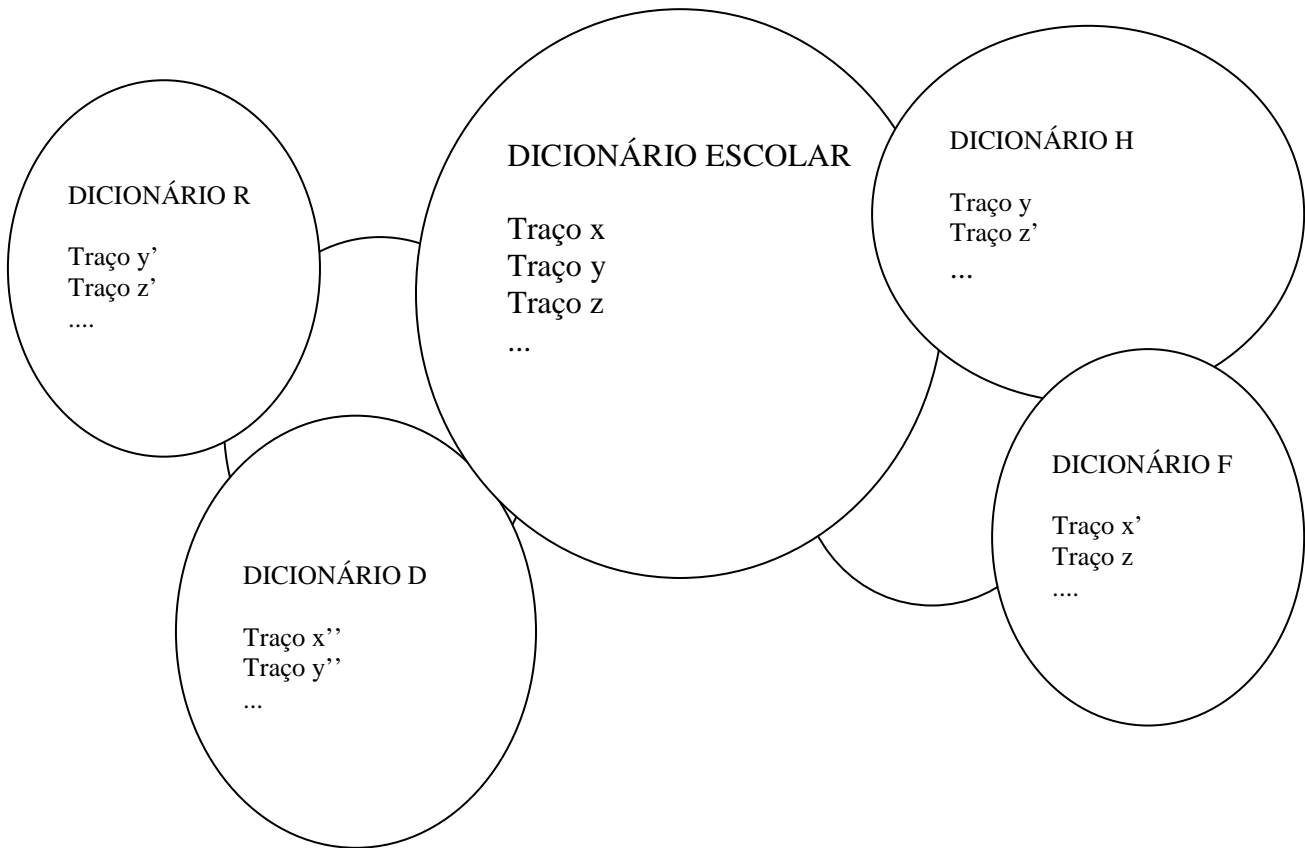 DICIONÁRIO R
Traço y’
Traço z’
....
DICIONÁRIO ESCOLAR
Traço x
Traço y
Traço z
...
DICIONÁRIO H
Traço y
Traço z’
...
DICIONÁRIO D
Traço x’’
Traço y’’
...
DICIONÁRIO F
Traço x’
Traço z
....